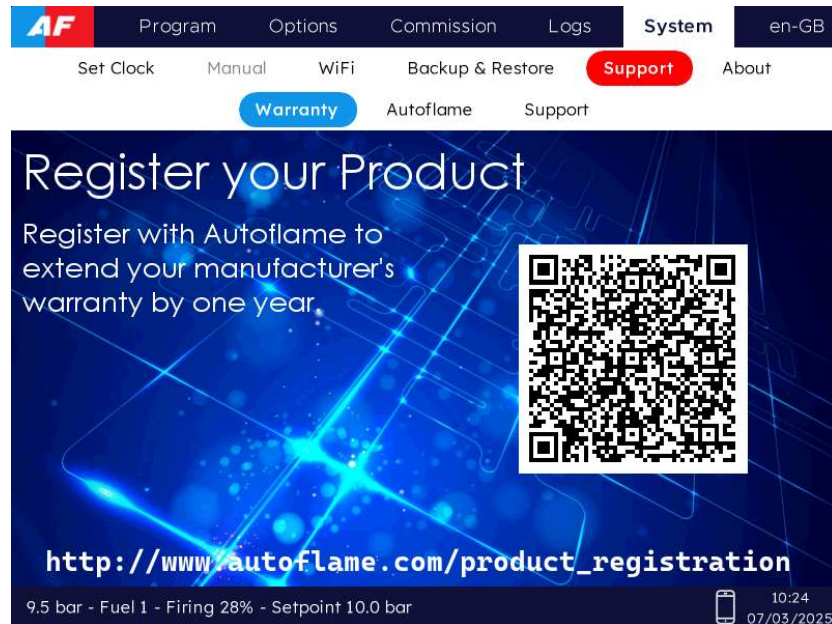 AF Program Options Commission Logs System en-GB
Set Clock Manual WiFi Backup & Restore Support About
Warranty Autoflame Support
Register your Product
Register with Autoflame to
extend your manufacturer's
warranty by one year.
http://www.autoflame.com/product_registration
9.5 bar - Fuel 1 - Firing 28% - Setpoint 10.0 bar
10:24
07/03/2025